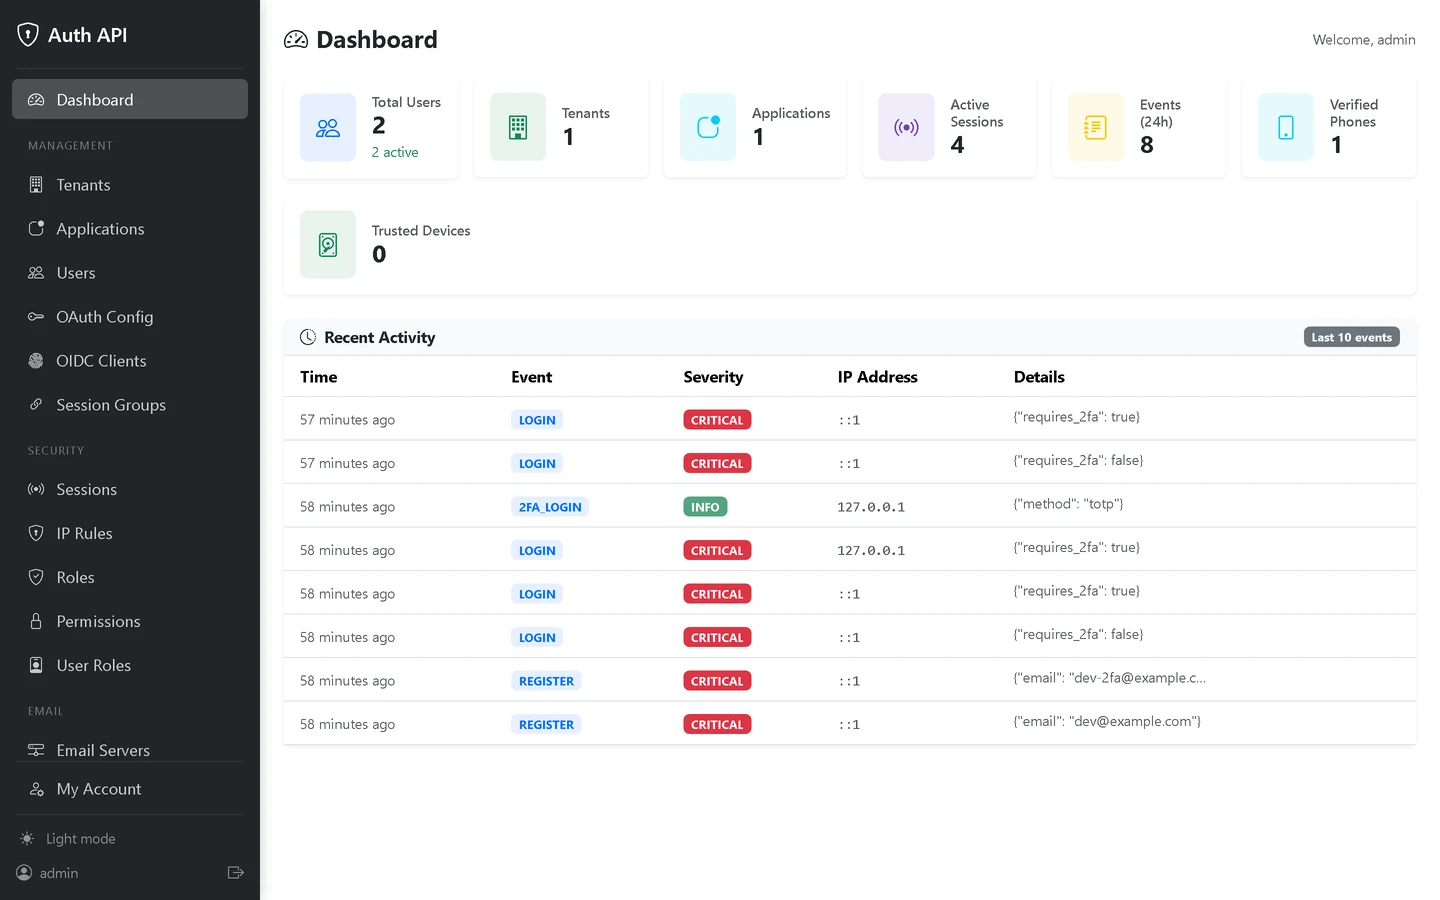 Auth API
Dashboard
MANAGEMENT
Tenants
Applications
Users
OAuth Config
OIDC Clients
Session Groups
SECURITY
Sessions
IP Rules
Roles
Permissions
User Roles
EMAIL
Email Servers
My Account
Light mode
admin
Dashboard
Welcome, admin
Total Users
2
2 active
Tenants
1
Applications
1
Active
Sessions
4
Events
(24h)
8
Verified
Phones
1
Trusted Devices
0
Recent Activity
Last 10 events
Time Event Severity IP Address Details
57 minutes ago LOGIN CRITICAL ::1 {"requires_2fa": true}
57 minutes ago LOGIN CRITICAL ::1 {"requires_2fa": false}
58 minutes ago 2FA_LOGIN INFO 127.0.0.1 {"method": "totp"}
58 minutes ago LOGIN CRITICAL 127.0.0.1 {"requires_2fa": true}
58 minutes ago LOGIN CRITICAL ::1 {"requires_2fa": true}
58 minutes ago LOGIN CRITICAL ::1 {"requires_2fa": false}
58 minutes ago REGISTER CRITICAL ::1 {"email": "dev-2fa@example.c...
58 minutes ago REGISTER CRITICAL ::1 {"email": "dev@example.com"}